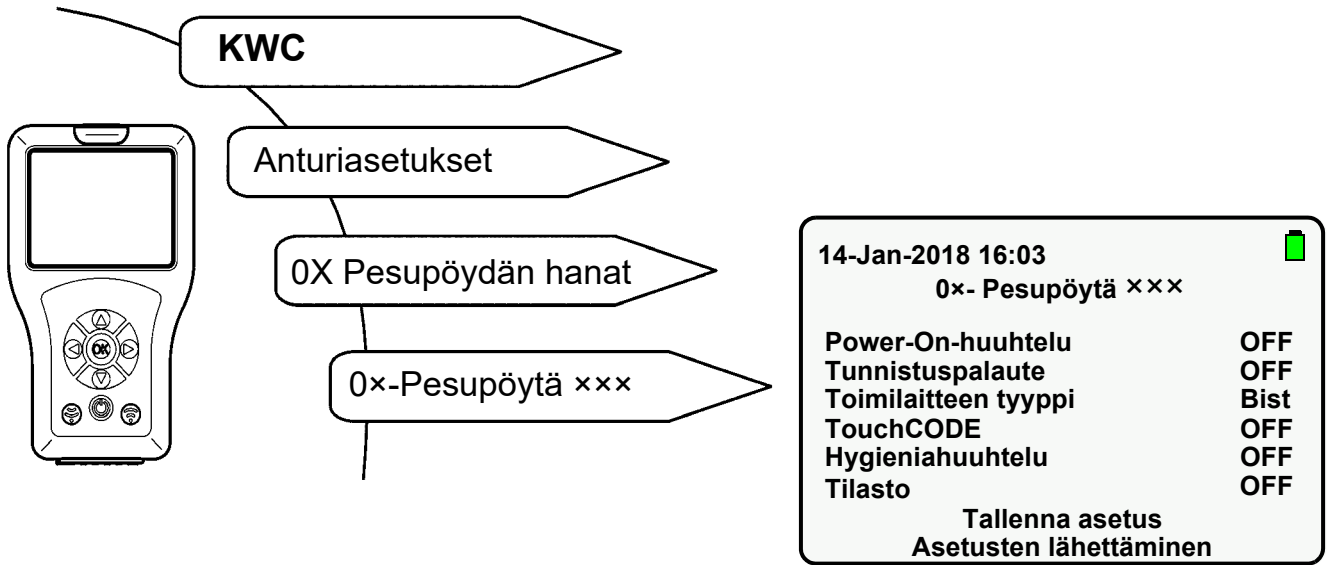 KWC
Anturiasetukset
0X Pesupöydän hanat
0×-Pesupöytä ×××
OK
14-Jan-2018 16:03
0×- Pesupöytä ×××
Power-On-huuhtelu OFF
Tunnistuspalaute OFF
Toimilaitteen tyyppi Bist
TouchCODE OFF
Hygieniahuuhtelu OFF
Tilasto OFF
Tallenna asetus
Asetusten lähettäminen